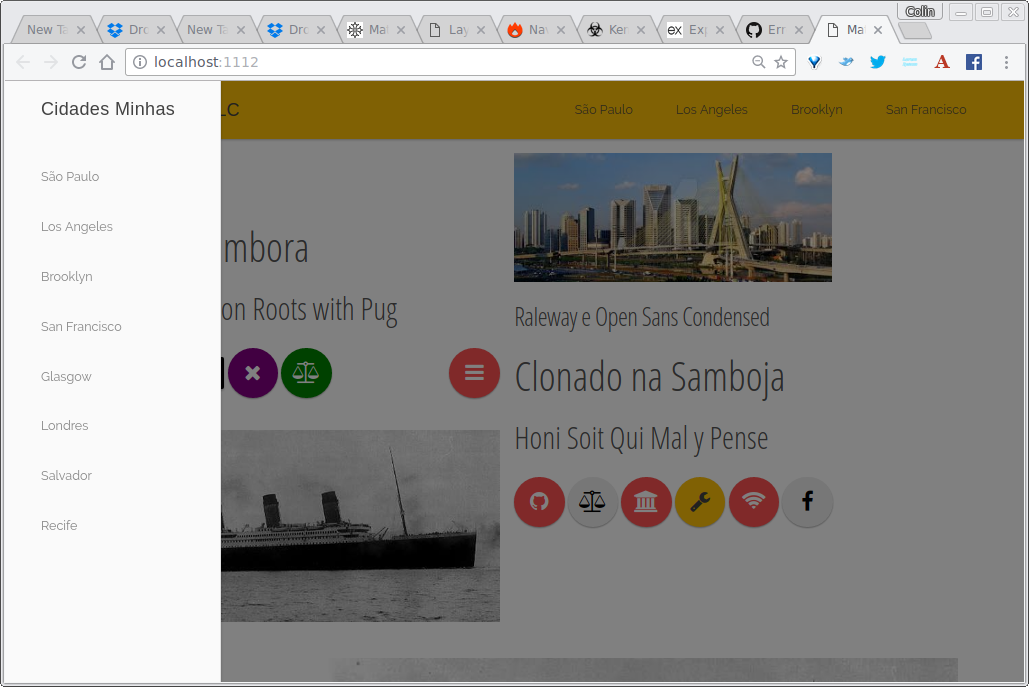 Colin
New Ta
Dro
New Ta
Dro
Mat
Lay
Nav
Ker
ex Exp
Err
Mat
localhost:1112
A
Cidades Minhas
LC
São Paulo
Los Angeles
Brooklyn
San Francisco
São Paulo
Los Angeles
Brooklyn
San Francisco
Glasgow
Londres
Salvador
Recife
mbora
on Roots with Pug
Raleway e Open Sans Condensed
Clonado na Samboja
Honi Soit Qui Mal y Pense